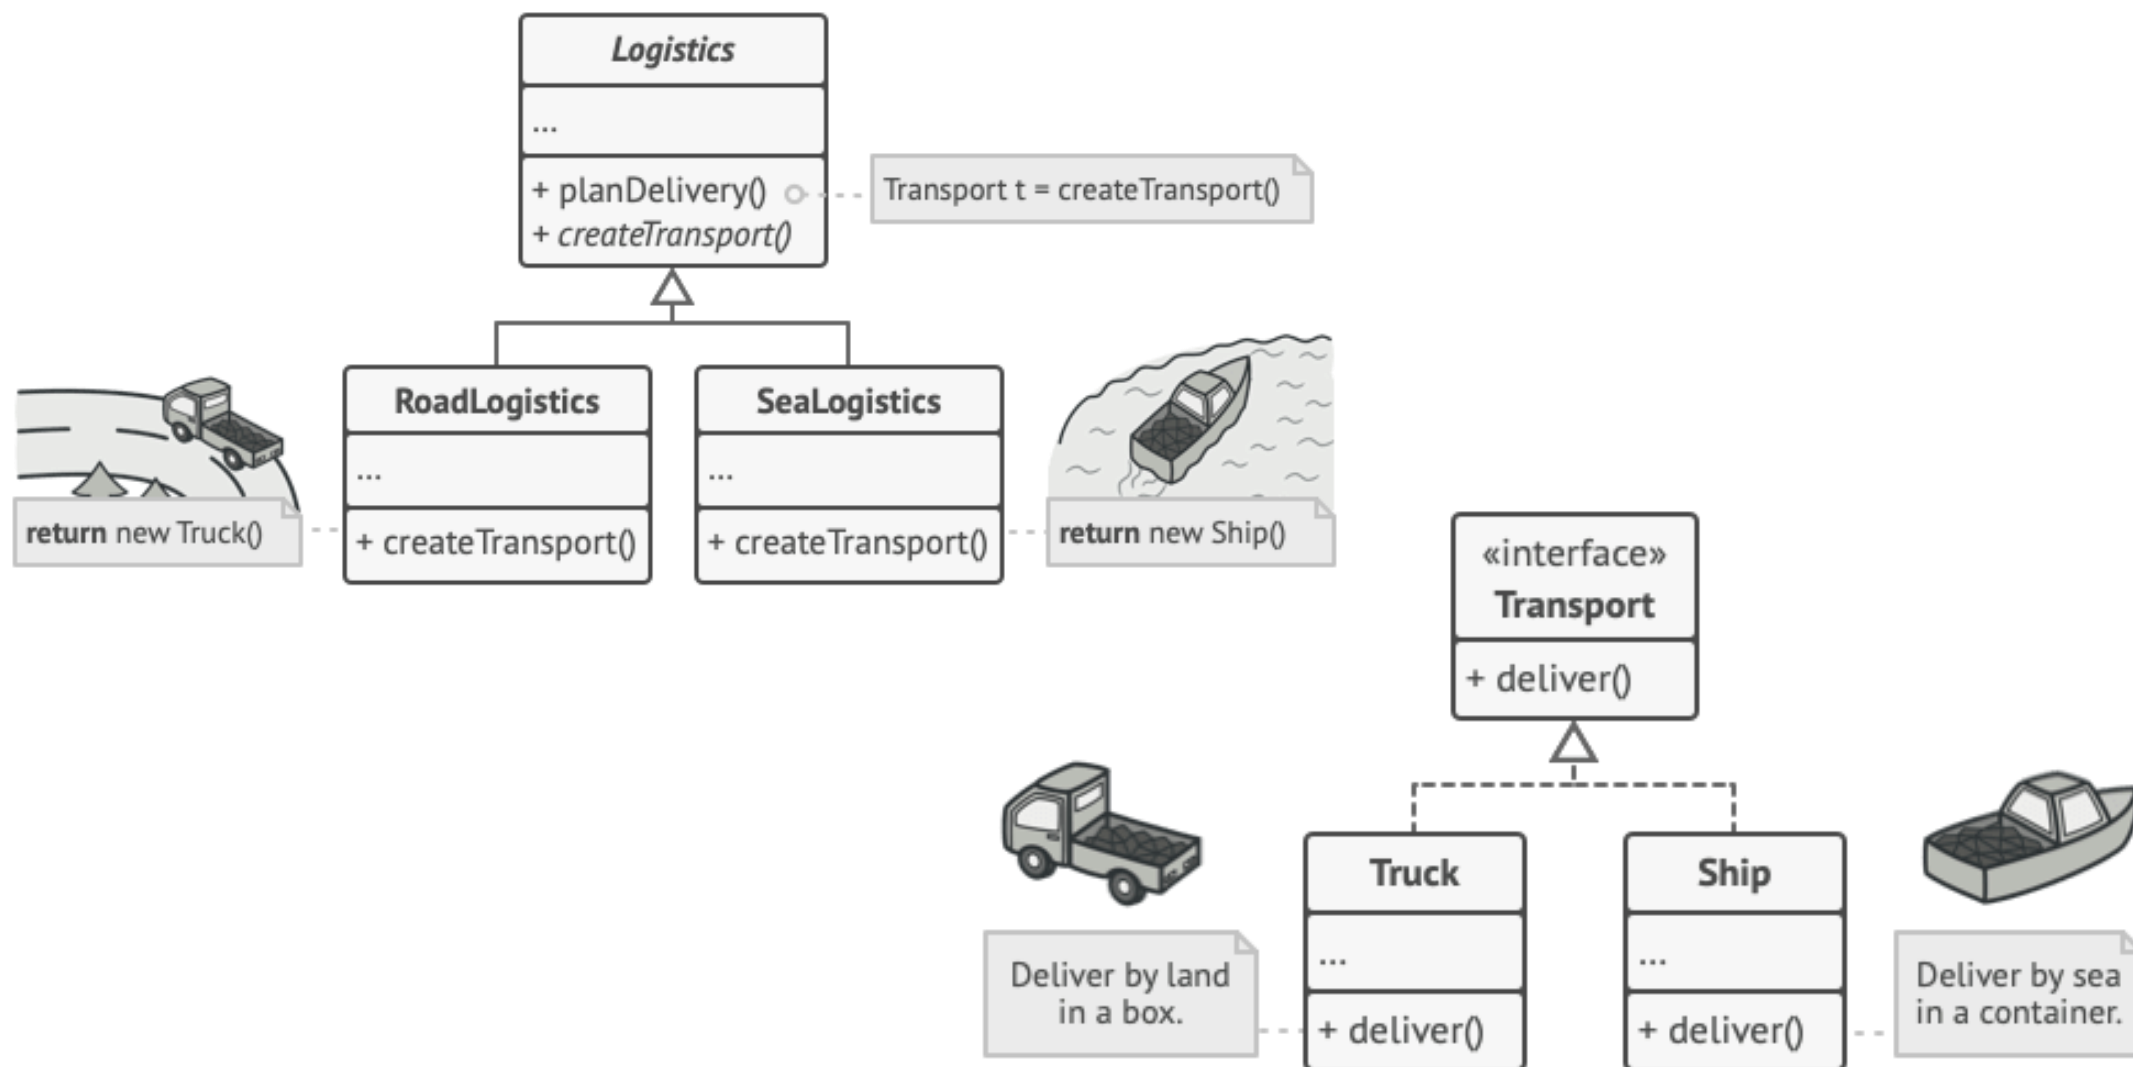 Logistics
...
+ planDelivery()
+ createTransport()
Transport t = createTransport()
RoadLogistics
...
+ createTransport()
return new Truck()
SeaLogistics
...
+ createTransport()
return new Ship()
«interface»
Transport
+ deliver()
Truck
...
+ deliver()
Deliver by land
in a box.
Ship
...
+ deliver()
Deliver by sea
in a container.